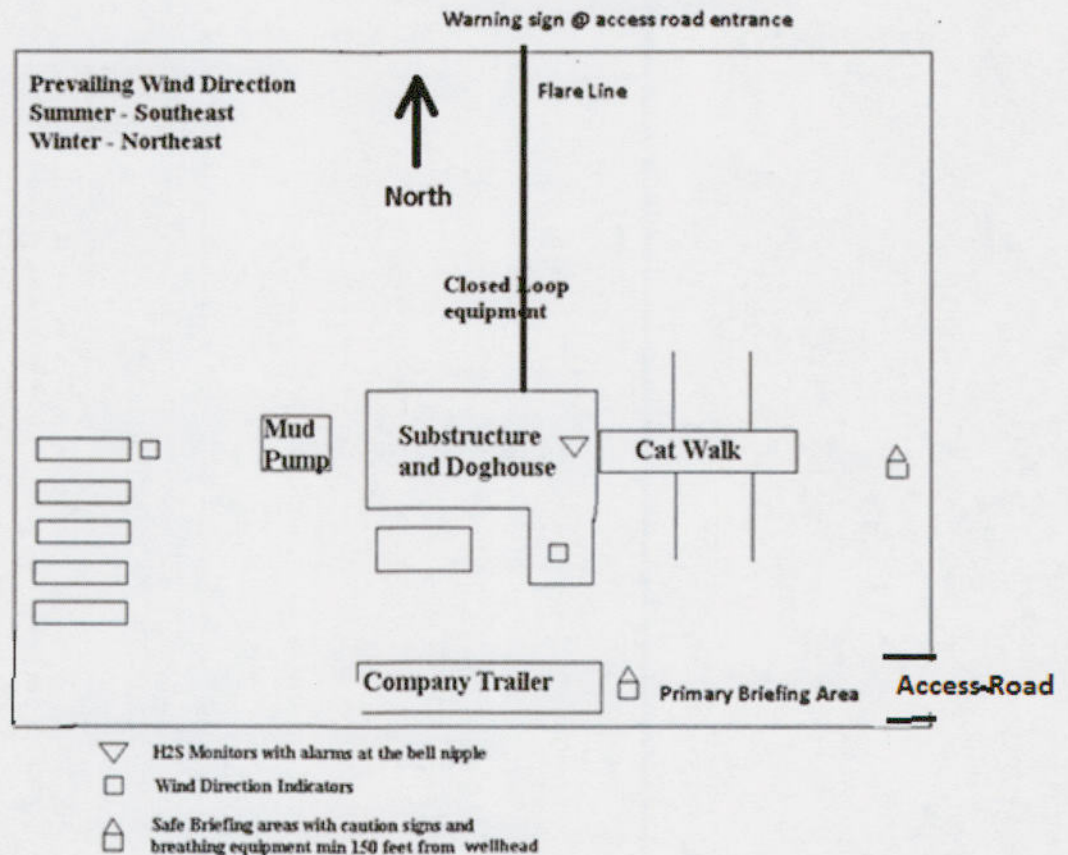 Warning sign @ access road entrance
Prevailing Wind Direction
Summer - Southeast
Winter - Northeast
Flare Line
North
Closed Loop
equipment
Mud
Pump
Substructure
and Doghouse
Cat Walk
Company Trailer
Primary Briefing Area
Access Road
H2S Monitors with alarms at the bell nipple
Wind Direction Indicators
Safe Briefing areas with caution signs and
breathing equipment min 150 feet from wellhead